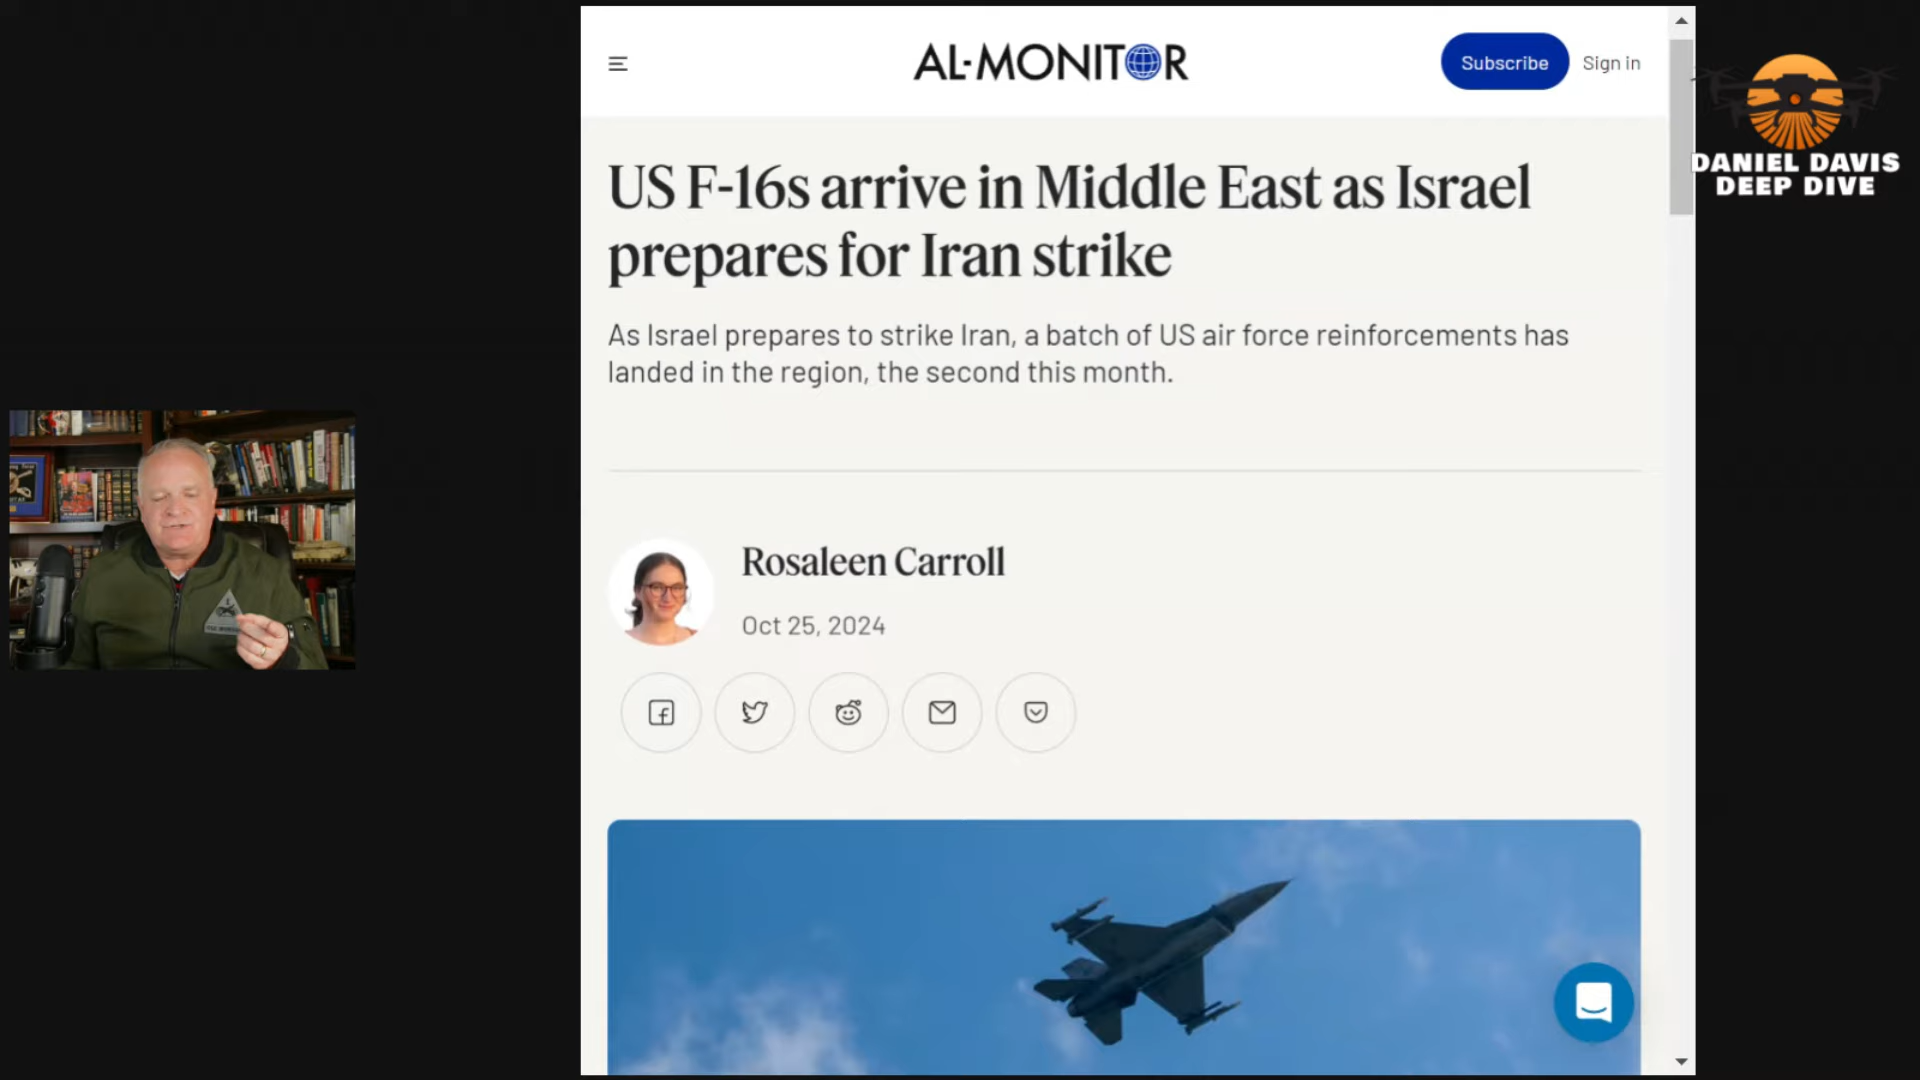 AL-MONITOR
Subscribe
Sign in
DANIEL DAVIS
DEEP DIVE
US F-16s arrive in Middle East as Israel
prepares for Iran strike
As Israel prepares to strike Iran, a batch of US air force reinforcements has
landed in the region, the second this month.
Rosaleen Carroll
Oct 25, 2024